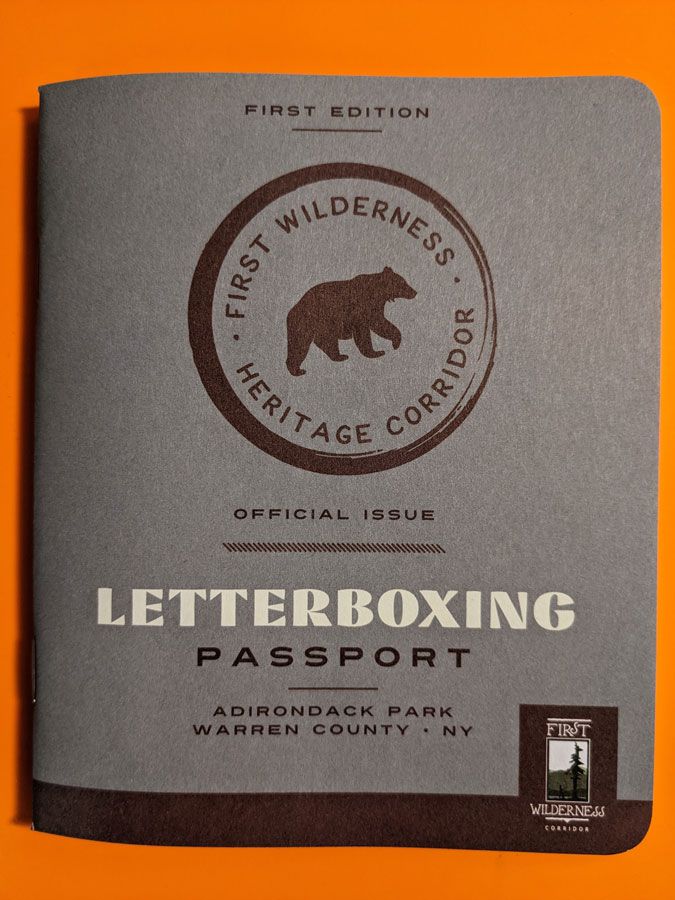 FIRST EDITION
· FIRST WILDERNESS ·
HERITAGE CORRIDOR
OFFICIAL ISSUE
LETTERBOXING
PASSPORT
ADIRONDACK PARK
WARREN COUNTY · NY
FIRST
WILDERNESS
CORRIDOR